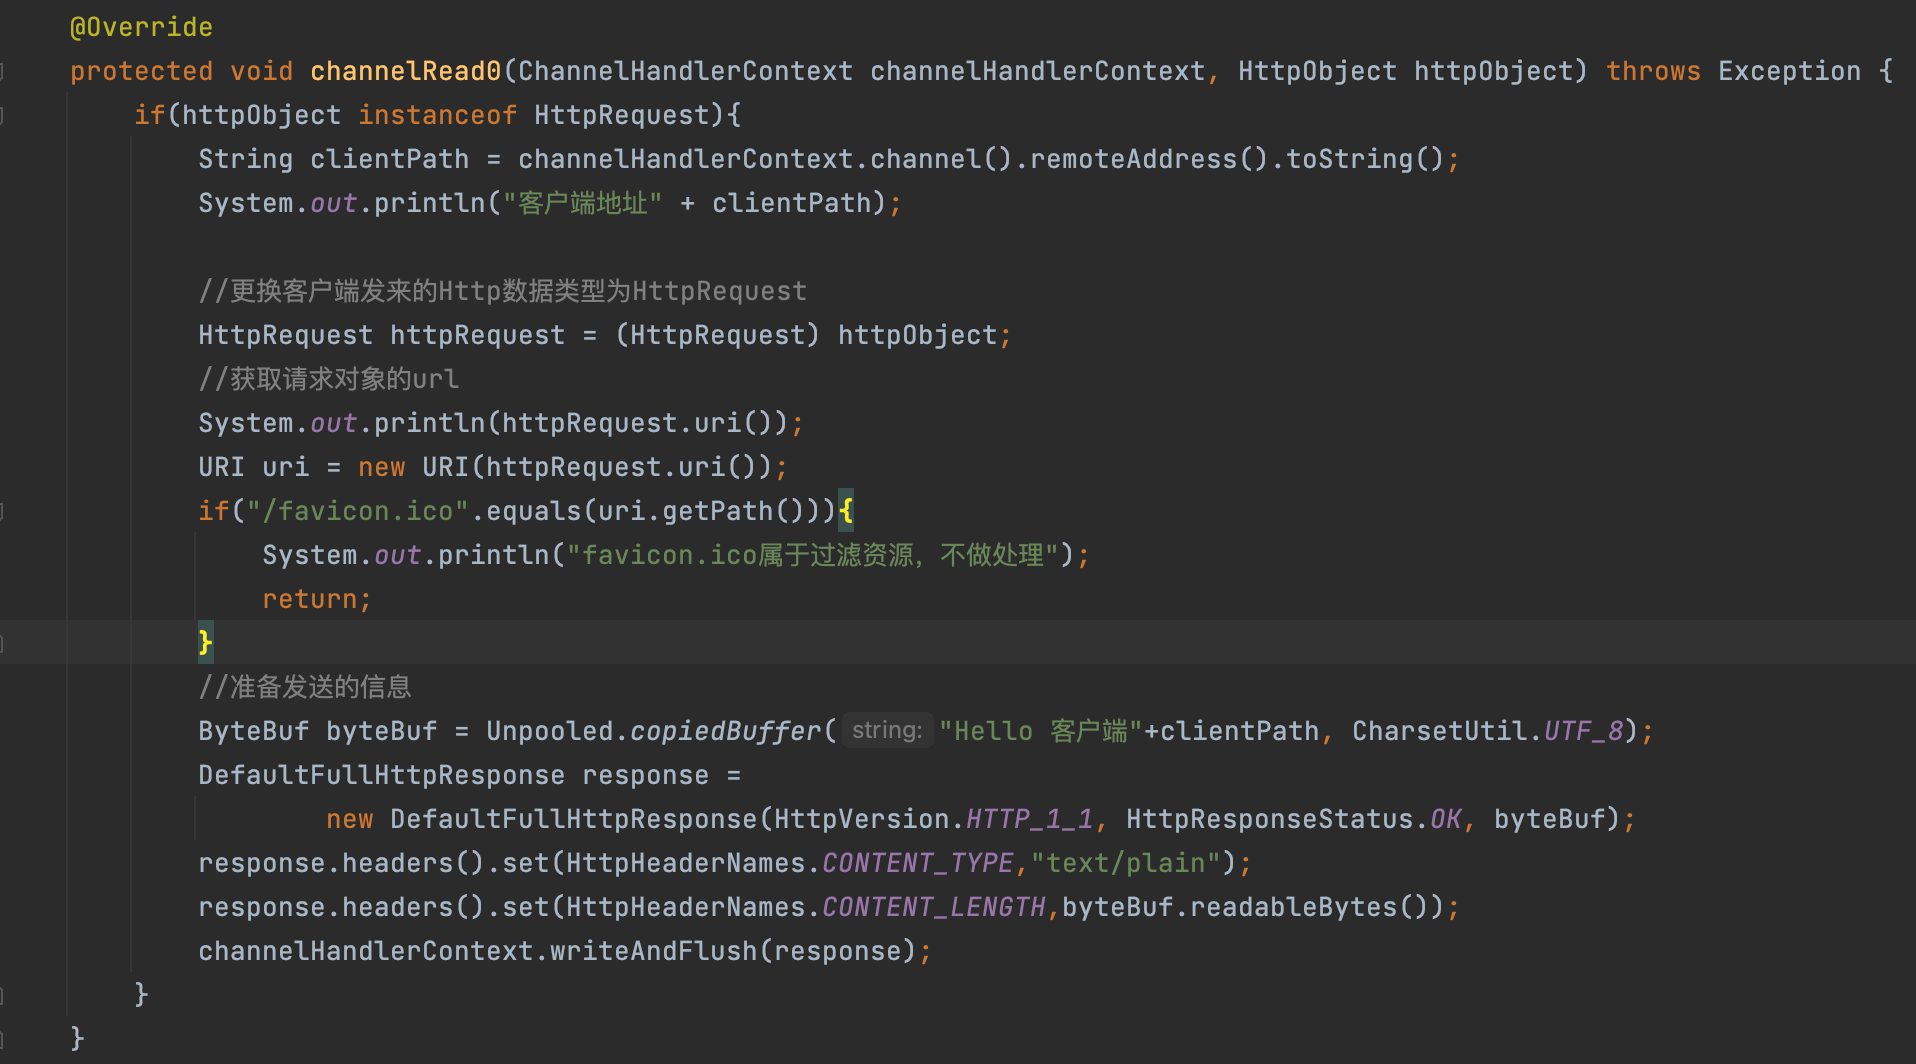 @Override
protected void channelRead0(ChannelHandlerContext channelHandlerContext, HttpObject httpObject) throws Exception {
    if(httpObject instanceof HttpRequest){
        String clientPath = channelHandlerContext.channel().remoteAddress().toString();
        System.out.println("客户端地址" + clientPath);

        //更换客户端发来的Http数据类型为HttpRequest
        HttpRequest httpRequest = (HttpRequest) httpObject;
        //获取请求对象的url
        System.out.println(httpRequest.uri());
        URI uri = new URI(httpRequest.uri());
        if("/favicon.ico".equals(uri.getPath())){
            System.out.println("favicon.ico属于过滤资源，不做处理");
            return;
        }
        //准备发送的信息
        ByteBuf byteBuf = Unpooled.copiedBuffer( string: "Hello 客户端"+clientPath, CharsetUtil.UTF_8);
        DefaultFullHttpResponse response =
                new DefaultFullHttpResponse(HttpVersion.HTTP_1_1, HttpResponseStatus.OK, byteBuf);
        response.headers().set(HttpHeaderNames.CONTENT_TYPE,"text/plain");
        response.headers().set(HttpHeaderNames.CONTENT_LENGTH,byteBuf.readableBytes());
        channelHandlerContext.writeAndFlush(response);
    }
}